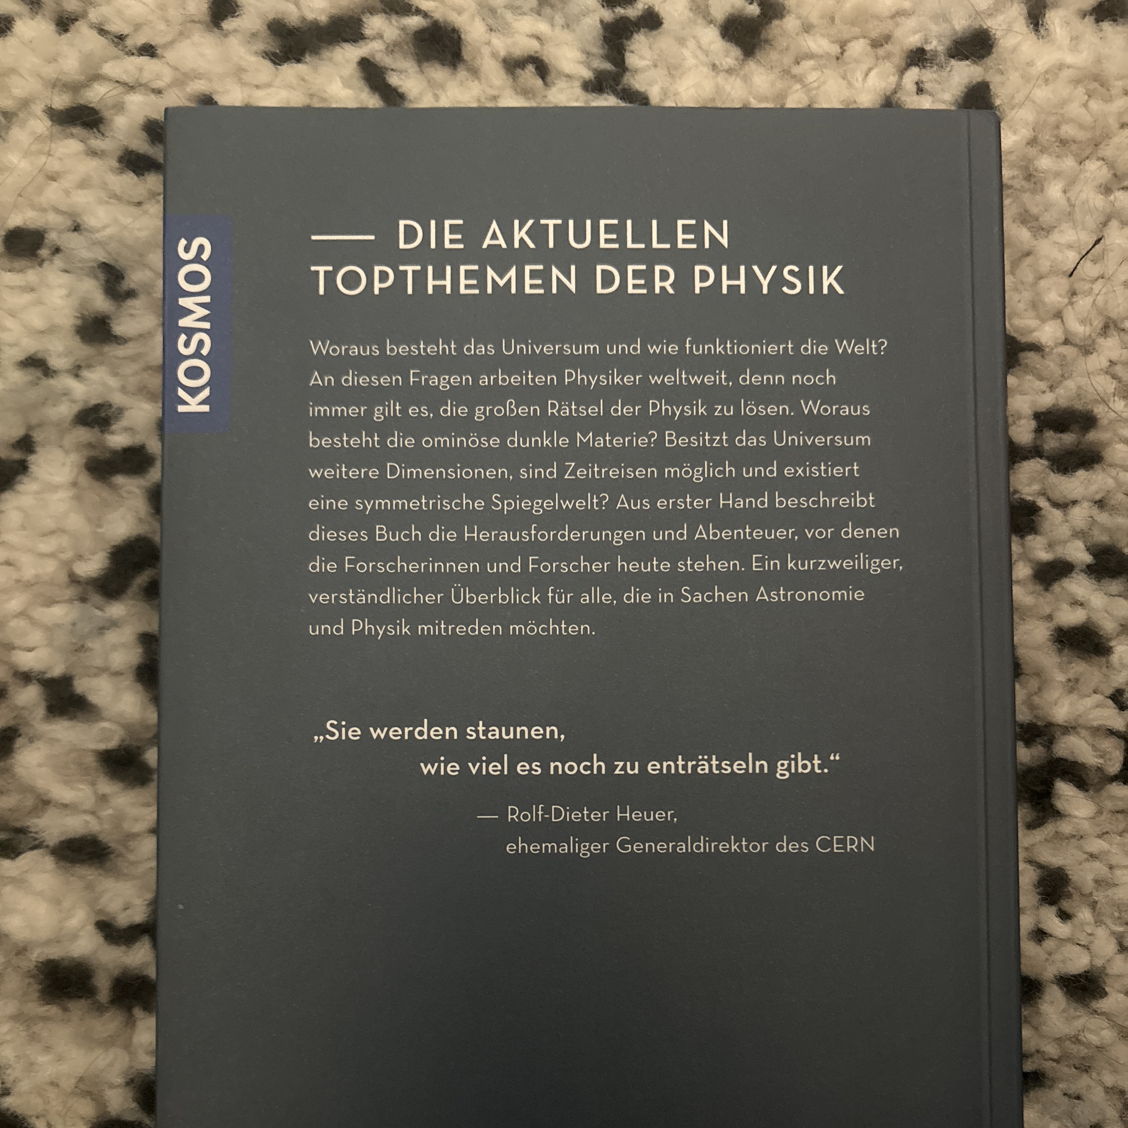 KOSMOS
— DIE AKTUELLEN
TOPTHEMEN DER PHYSIK
Woraus besteht das Universum und wie funktioniert die Welt?
An diesen Fragen arbeiten Physiker weltweit, denn noch
immer gilt es, die großen Rätsel der Physik zu lösen. Woraus
besteht die ominöse dunkle Materie? Besitzt das Universum
weitere Dimensionen, sind Zeitreisen möglich und existiert
eine symmetrische Spiegelwelt? Aus erster Hand beschreibt
dieses Buch die Herausforderungen und Abenteuer, vor denen
die Forscherinnen und Forscher heute stehen. Ein kurzweiliger,
verständlicher Überblick für alle, die in Sachen Astronomie
und Physik mitreden möchten.
„Sie werden staunen,
wie viel es noch zu enträtseln gibt.“
— Rolf-Dieter Heuer,
ehemaliger Generaldirektor des CERN